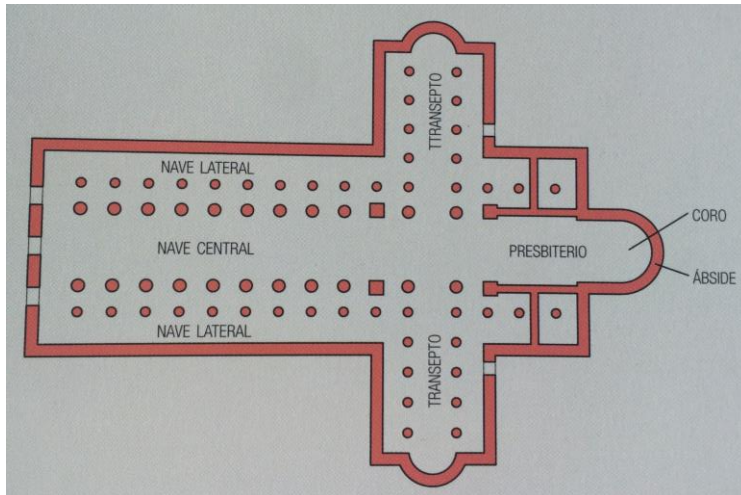 TTRANSEPTO
NAVE LATERAL
CORO
NAVE CENTRAL
PRESBITERIO
ÁBSIDE
NAVE LATERAL
TRANSEPTO